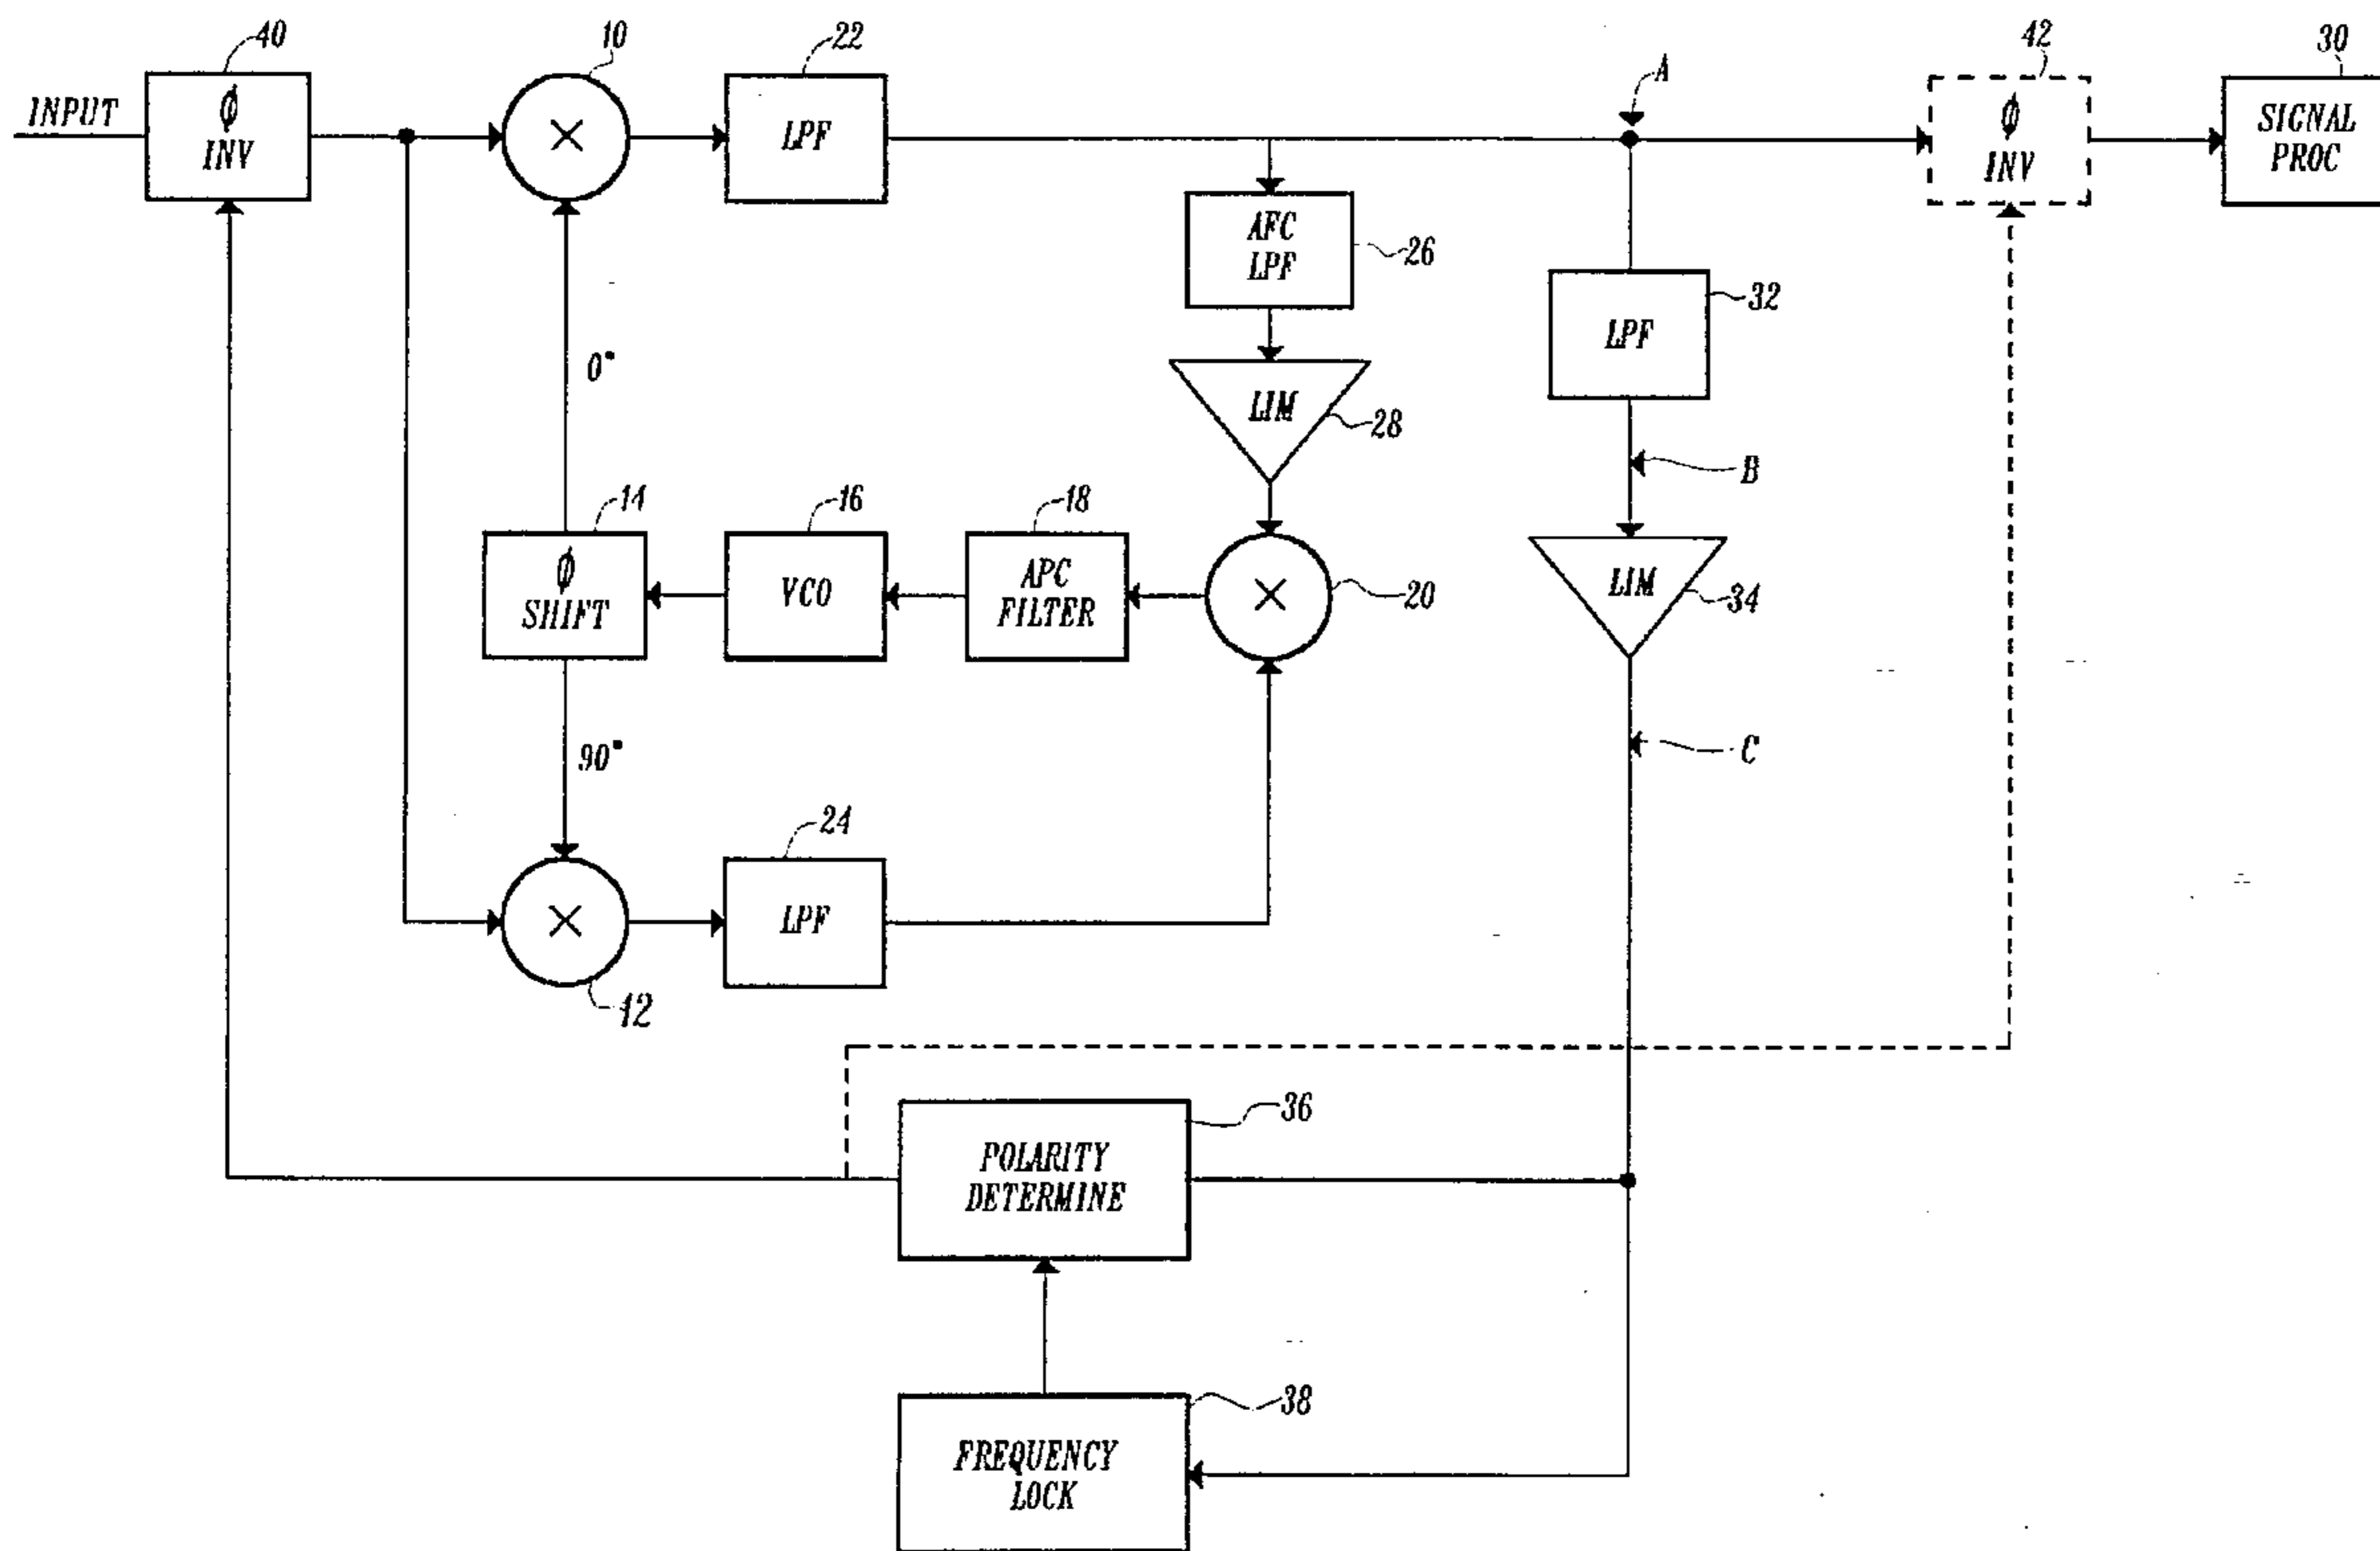 40
10
22
A
42
30
INPUT
ϕ
INV
×
LPF
ϕ
INV
SIGNAL
PROC
AFC
LPF
26
32
LPF
0°
LIM
28
B
14
16
18
ϕ
SHIFT
VCO
APC
FILTER
×
20
LIM
34
90°
C
24
×
LPF
12
36
POLARITY
DETERMINE
38
FREQUENCY
LOCK